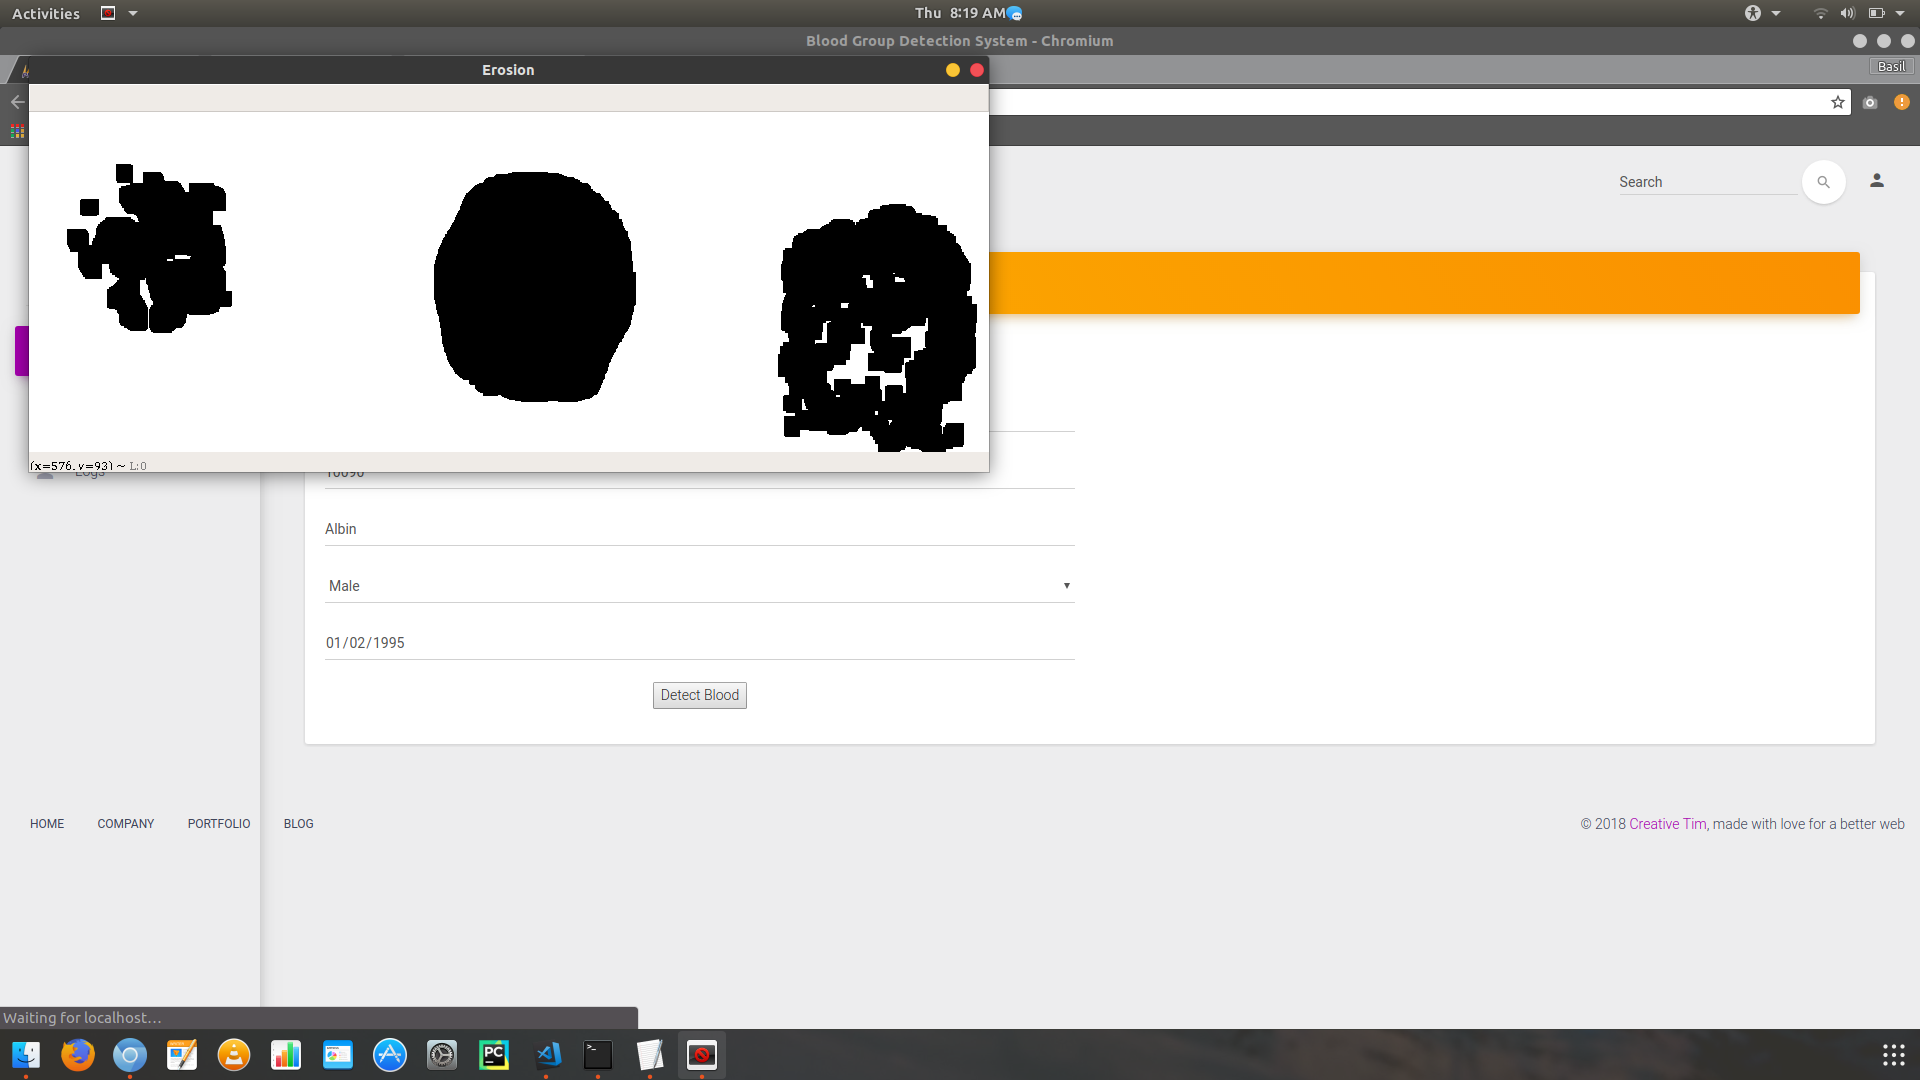 Activities
Thu 8:19 AM
Blood Group Detection System - Chromium
Erosion
Basil
Search
(x=576, y=93) ~ L:0
Logs
Albin
Male
01/02/1995
Detect Blood
HOME COMPANY PORTFOLIO BLOG
© 2018 Creative Tim, made with love for a better web
Waiting for localhost...
PC